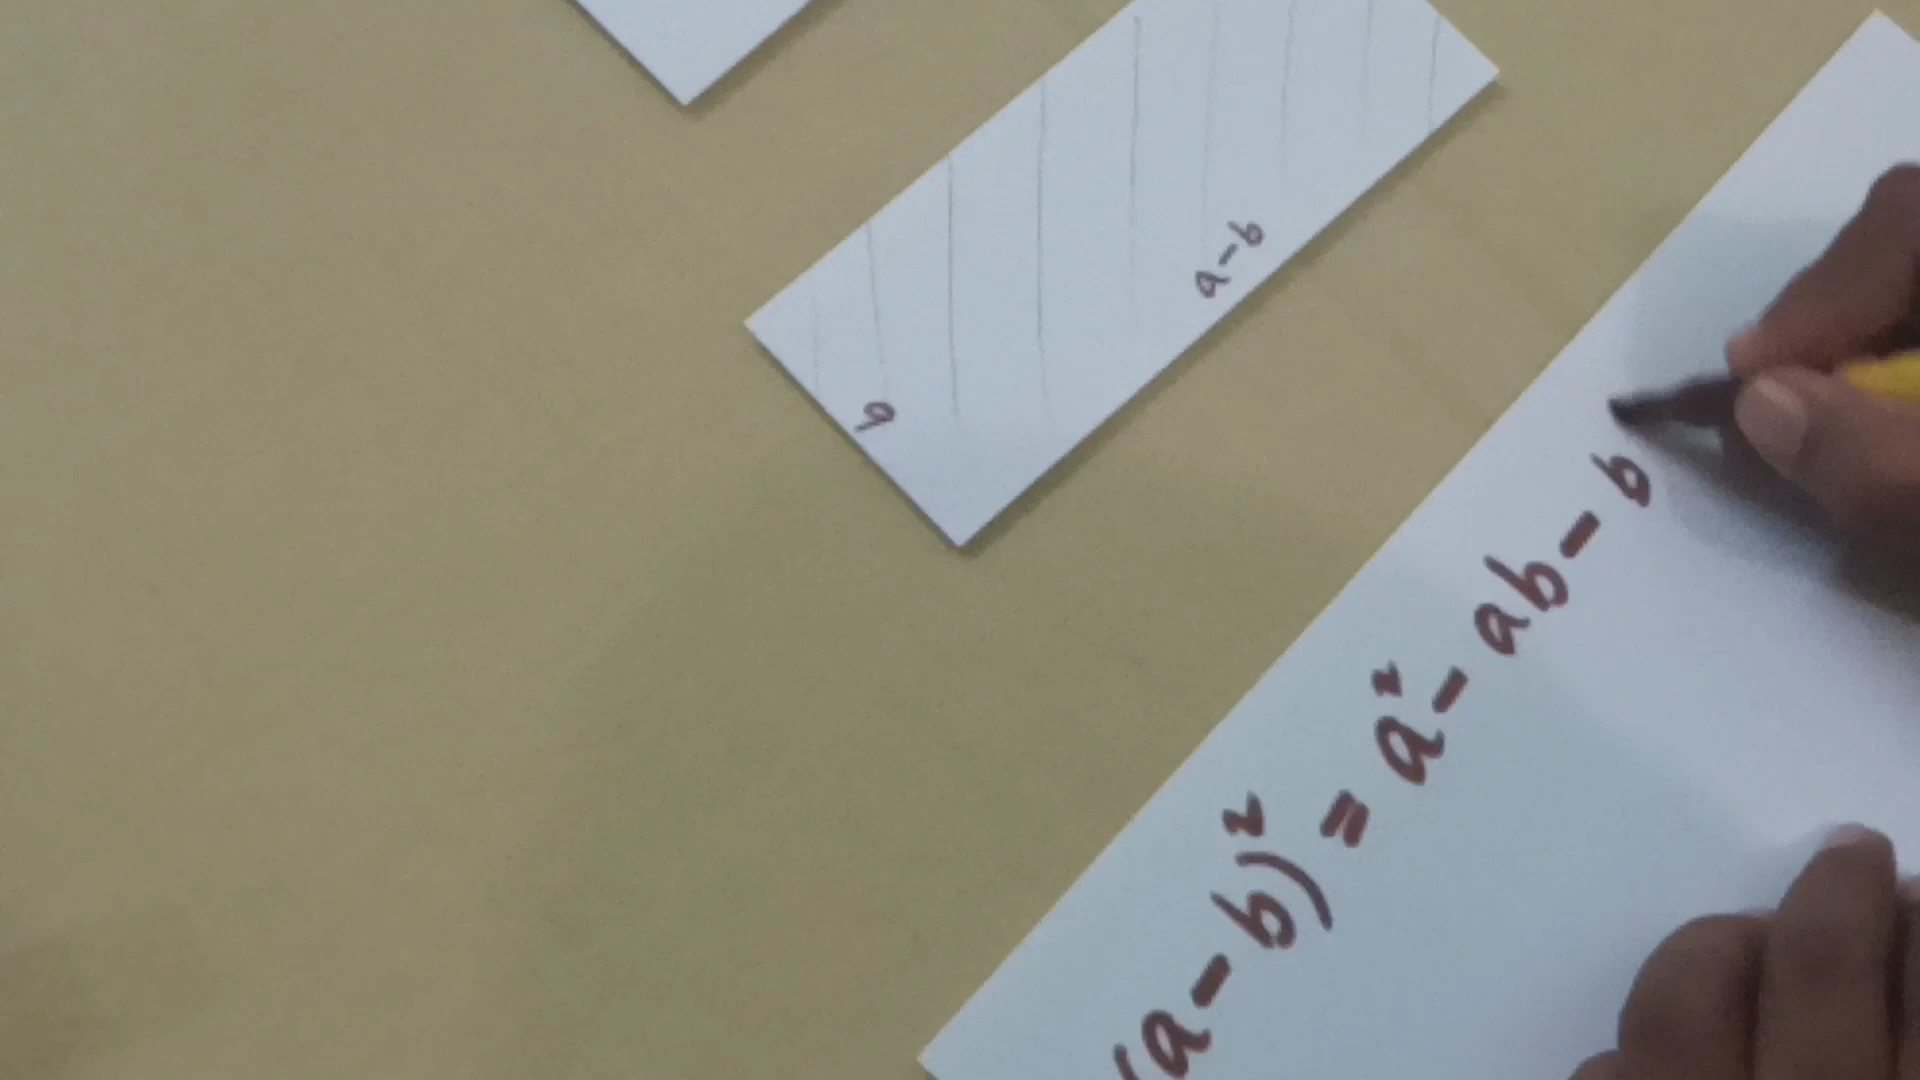 b
a-b
(a-b)² = a² - ab - b